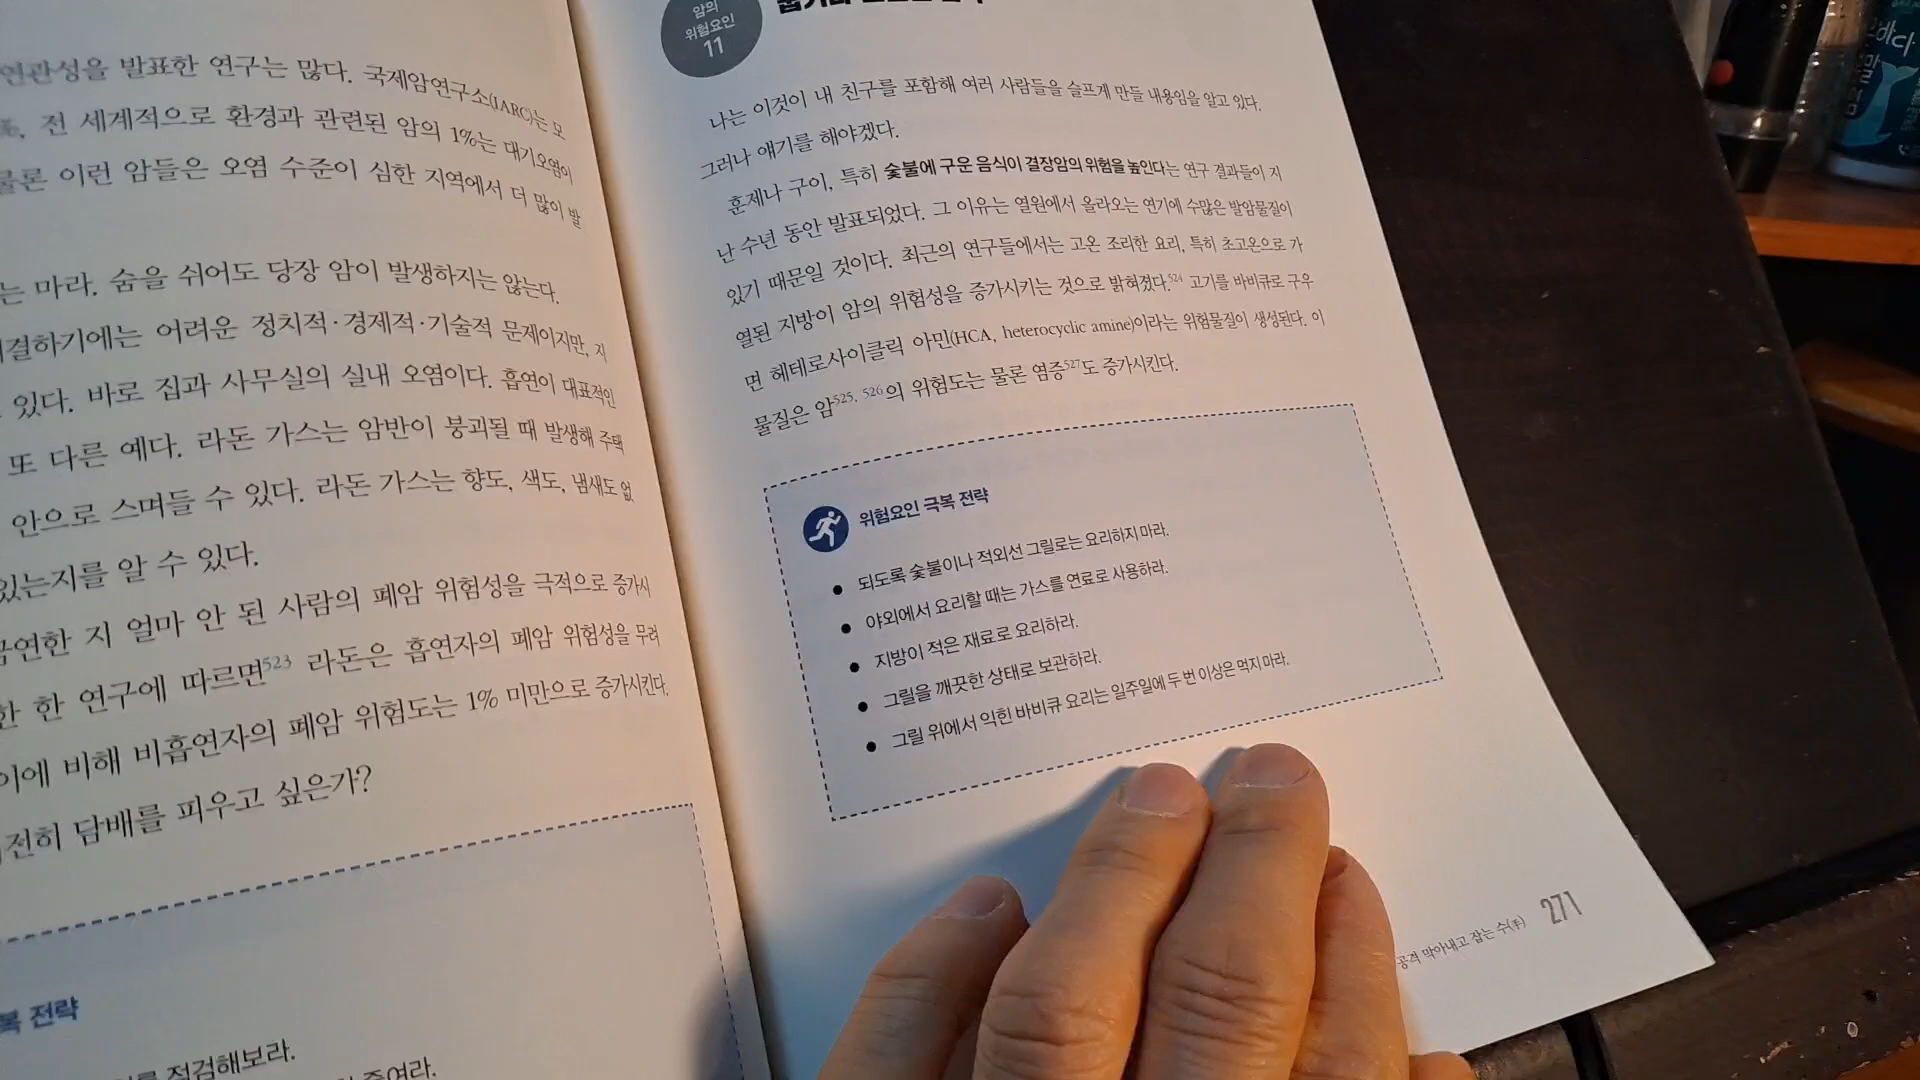 연관성을 발표한 연구는 많다. 국제암연구소(IARC)는 모
전 세계적으로 환경과 관련된 암의 1%는 대기오염이
물론 이런 암들은 오염 수준이 심한 지역에서 더 많이 발
는 마라. 숨을 쉬어도 당장 암이 발생하지는 않는다.
결하기에는 어려운 정치적·경제적·기술적 문제이지만, 지
있다. 바로 집과 사무실의 실내 오염이다. 흡연이 대표적인
또 다른 예다. 라돈 가스는 암반이 붕괴될 때 발생해 주택
안으로 스며들 수 있다. 라돈 가스는 향도, 색도, 냄새도 없
있는지를 알 수 있다.
금연한 지 얼마 안 된 사람의 폐암 위험성을 극적으로 증가시
한 한 연구에 따르면523 라돈은 흡연자의 폐암 위험성을 무려
이에 비해 비흡연자의 폐암 위험도는 1% 미만으로 증가시킨다.
전히 담배를 피우고 싶은가?
복 전략
점검해보라.
암의
위험요인
11
나는 이것이 내 친구를 포함해 여러 사람들을 슬프게 만들 내용임을 알고 있다.
그러나 얘기를 해야겠다.
훈제나 구이, 특히 숯불에 구운 음식이 결장암의 위험을 높인다는 연구 결과들이 지
난 수년 동안 발표되었다. 그 이유는 열원에서 올라오는 연기에 수많은 발암물질이
있기 때문일 것이다. 최근의 연구들에서는 고온 조리한 요리, 특히 초고온으로 가
열된 지방이 암의 위험성을 증가시키는 것으로 밝혀졌다.524 고기를 바비큐로 구우
면 헤테로사이클릭 아민(HCA, heterocyclic amine)이라는 위험물질이 생성된다. 이
물질은 암525, 526의 위험도는 물론 염증527도 증가시킨다.
위험요인 극복 전략
● 되도록 숯불이나 적외선 그릴로는 요리하지 마라.
● 야외에서 요리할 때는 가스를 연료로 사용하라.
● 지방이 적은 재료로 요리하라.
● 그릴을 깨끗한 상태로 보관하라.
● 그릴 위에서 익힌 바비큐 요리는 일주일에 두 번 이상은 먹지 마라.
공격 막아내고 잡는 수(手) 271